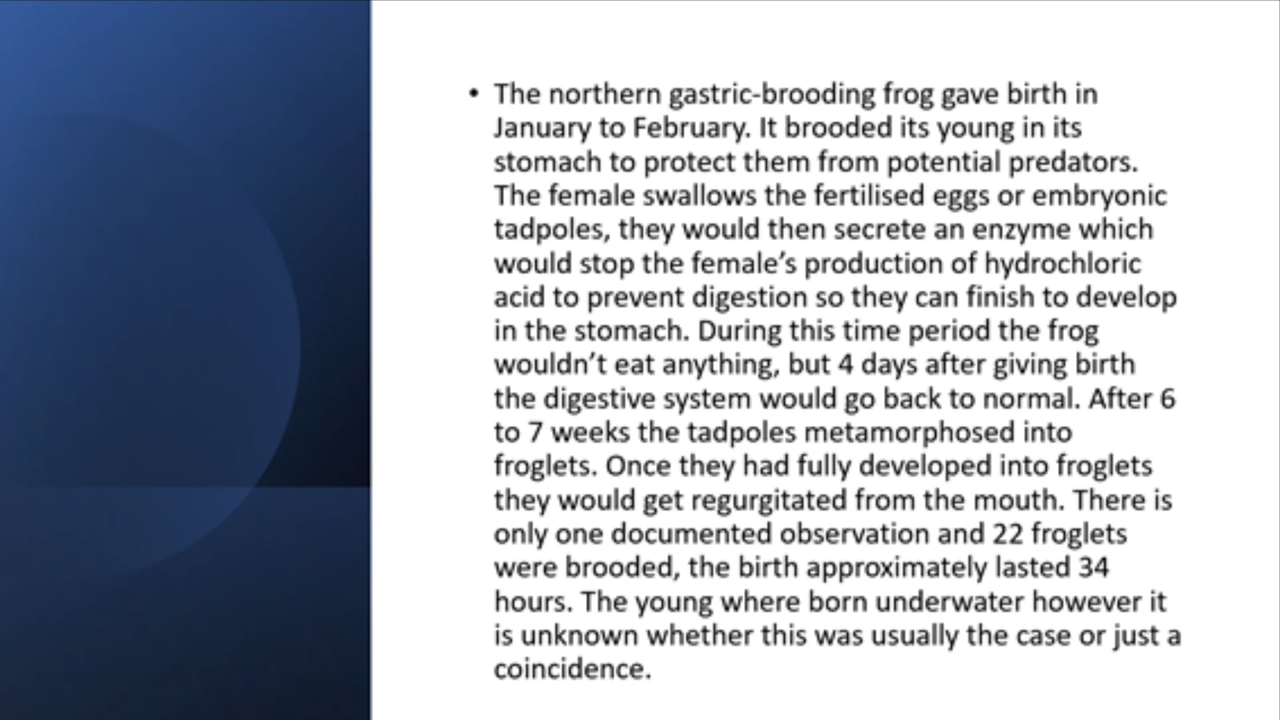 • The northern gastric-brooding frog gave birth in
January to February. It brooded its young in its
stomach to protect them from potential predators.
The female swallows the fertilised eggs or embryonic
tadpoles, they would then secrete an enzyme which
would stop the female’s production of hydrochloric
acid to prevent digestion so they can finish to develop
in the stomach. During this time period the frog
wouldn’t eat anything, but 4 days after giving birth
the digestive system would go back to normal. After 6
to 7 weeks the tadpoles metamorphosed into
froglets. Once they had fully developed into froglets
they would get regurgitated from the mouth. There is
only one documented observation and 22 froglets
were brooded, the birth approximately lasted 34
hours. The young where born underwater however it
is unknown whether this was usually the case or just a
coincidence.